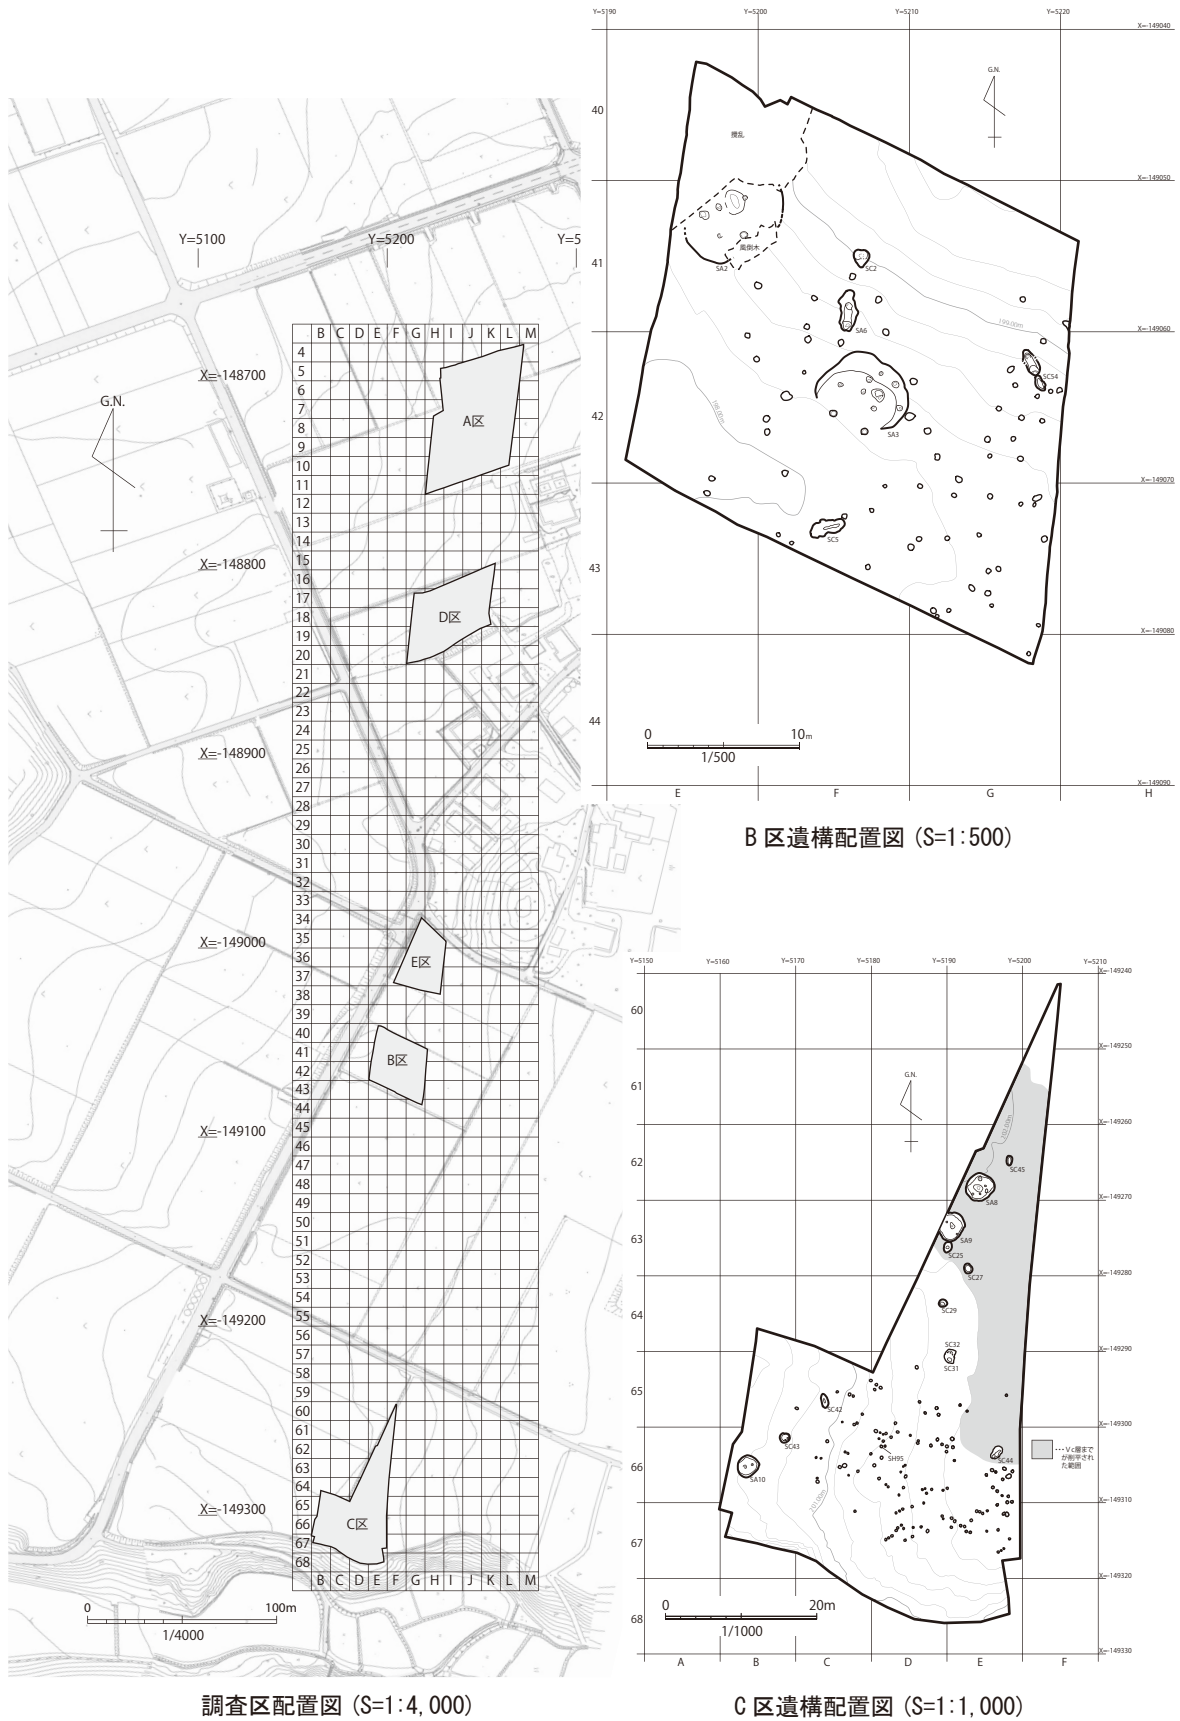 Y=5100
Y=5200
Y=5
B C D E F G H I J K L M
4
5
6
7
8
9
10
11
12
13
14
15
16
17
18
19
20
21
22
23
24
25
26
27
28
29
30
31
32
33
34
35
36
37
38
39
40
41
42
43
44
45
46
47
48
49
50
51
52
53
54
55
56
57
58
59
60
61
62
63
64
65
66
67
68
B C D E F G H I J K L M
X=-148700
X=-148800
X=-148900
X=-149000
X=-149100
X=-149200
X=-149300
G.N.
A区
D区
E区
B区
C区
0 100m
1/4000
調査区配置図 (S=1:4,000)
Y=5190 Y=5200 Y=5210 Y=5220
X=-149040
X=-149050
X=-149060
X=-149070
X=-149080
X=-149090
40
41
42
43
44
E F G H
G.N.
攪乱
風倒木
SA2
SC2
SA6
199.00m
SC54
SA3
198.00m
SC5
0 10m
1/500
B区遺構配置図 (S=1:500)
Y=5150 Y=5160 Y=5170 Y=5180 Y=5190 Y=5200 Y=5210
X=-149240
X=-149250
X=-149260
X=-149270
X=-149280
X=-149290
X=-149300
X=-149310
X=-149320
X=-149330
60
61
62
63
64
65
66
67
68
A B C D E F
G.N.
202.00m
SC45
SA8
SA9
SC25
SC27
SC29
SC32
SC31
SC42
SC43
SH95
SC44
SA10
201.00m
…Vc層まで
が削平され
た範囲
0 20m
1/1000
C区遺構配置図 (S=1:1,000)